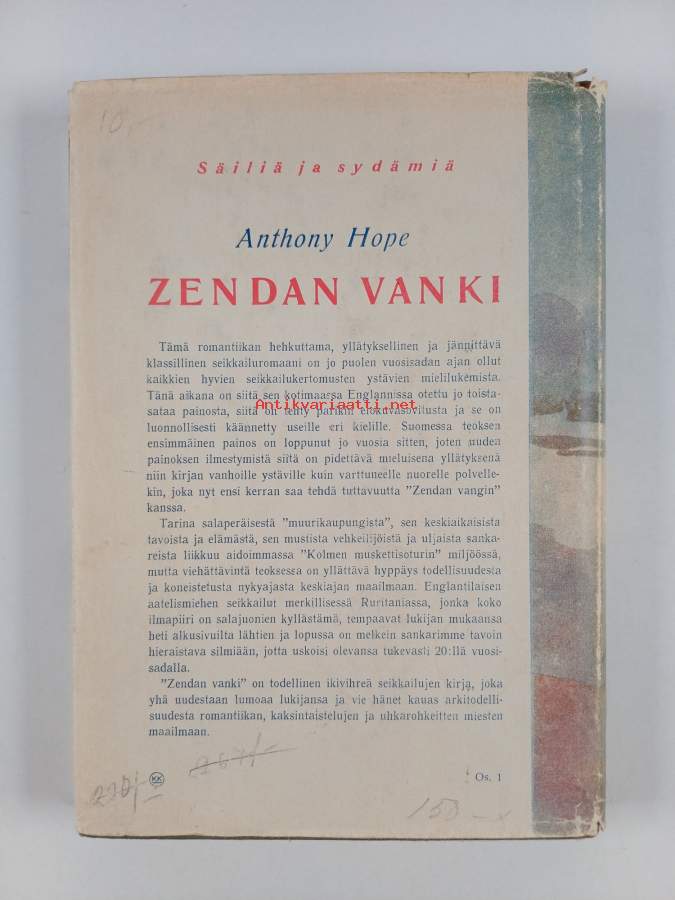 10,-
Säiliä ja sydämiä
Anthony Hope
ZENDAN VANKI
Tämä romantiikan hehkuttama, yllätyksellinen ja jännittävä
klassillinen seikkailuromaani on jo puolen vuosisadan ajan ollut
kaikkien hyvien seikkailukertomusten ystävien mielilukemista.
Tänä aikana on siitä sen kotimaassa Englannissa otettu jo toista-
Antikvariaatti.net
sataa painosta, siitä on tehty parikin elokuvasovitusta ja se on
luonnollisesti käännetty useille eri kielille. Suomessa teoksen
ensimmäinen painos on loppunut jo vuosia sitten, joten uuden
painoksen ilmestymistä siitä on pidettävä mieluisena yllätyksenä
niin kirjan vanhoille ystäville kuin varttuneelle nuorelle polvelle-
kin, joka nyt ensi kerran saa tehdä tuttavuutta "Zendan vangin"
kanssa.
Tarina salaperäisestä "muurikaupungista", sen keskiaikaisista
tavoista ja elämästä, sen mustista vehkeilijöistä ja uljaista sanka-
reista liikkuu aidoimmassa "Kolmen muskettisoturin" miljöössä,
mutta viehättävintä teoksessa on yllättävä hyppäys todellisuudesta
ja koneistetusta nykyajasta keskiajan maailmaan. Englantilaisen
aatelismiehen seikkailut merkillisessä Ruritaniassa, jonka koko
ilmapiiri on salajuonien kyllästämä, tempaavat lukijan mukaansa
heti alkusivuilta lähtien ja lopussa on melkein sankarimme tavoin
hieraistava silmiään, jotta uskoisi olevansa tukevasti 20:llä vuosi-
sadalla.
"Zendan vanki" on todellinen ikivihreä seikkailujen kirja, joka
yhä uudestaan lumoaa lukijansa ja vie hänet kauas arkitodelli-
suudesta romantiikan, kaksintaistelujen ja uhkarohkeitten miesten
maailmaan.
267/-
220/-
KK
Os. 1
150 -